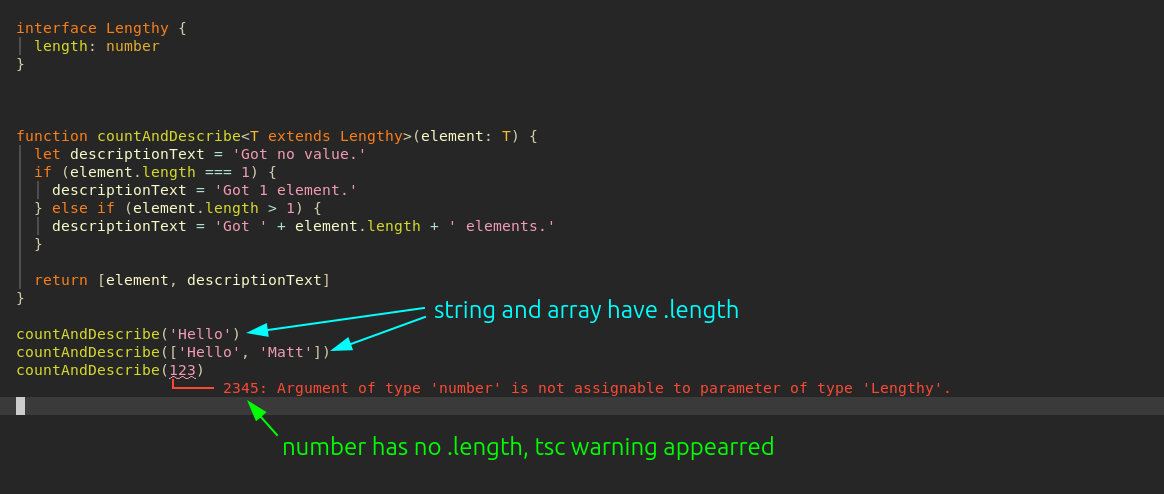 interface Lengthy {
length: number
}
function countAndDescribe<T extends Lengthy>(element: T) {
let descriptionText = 'Got no value.'
if (element.length === 1) {
descriptionText = 'Got 1 element.'
} else if (element.length > 1) {
descriptionText = 'Got ' + element.length + ' elements.'
}
return [element, descriptionText]
}
string and array have .length
countAndDescribe('Hello')
countAndDescribe(['Hello', 'Matt'])
countAndDescribe(123)
2345: Argument of type 'number' is not assignable to parameter of type 'Lengthy'.
number has no .length, tsc warning appearred